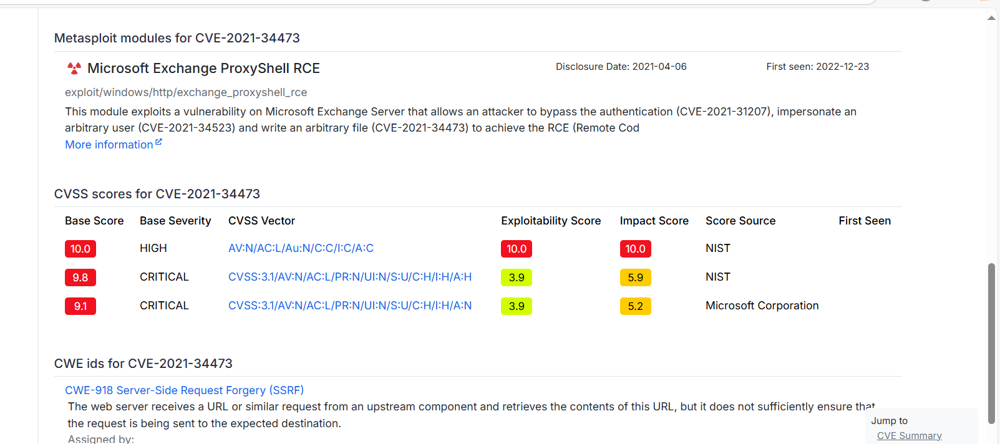 Metasploit modules for CVE-2021-34473
Microsoft Exchange ProxyShell RCE Disclosure Date: 2021-04-06 First seen: 2022-12-23
exploit/windows/http/exchange_proxyshell_rce
This module exploits a vulnerability on Microsoft Exchange Server that allows an attacker to bypass the authentication (CVE-2021-31207), impersonate an
arbitrary user (CVE-2021-34523) and write an arbitrary file (CVE-2021-34473) to achieve the RCE (Remote Cod
More information
CVSS scores for CVE-2021-34473
Base Score Base Severity CVSS Vector Exploitability Score Impact Score Score Source First Seen
10.0 HIGH AV:N/AC:L/Au:N/C:C/I:C/A:C 10.0 10.0 NIST
9.8 CRITICAL CVSS:3.1/AV:N/AC:L/PR:N/UI:N/S:U/C:H/I:H/A:H 3.9 5.9 NIST
9.1 CRITICAL CVSS:3.1/AV:N/AC:L/PR:N/UI:N/S:U/C:H/I:H/A:N 3.9 5.2 Microsoft Corporation
CWE ids for CVE-2021-34473
CWE-918 Server-Side Request Forgery (SSRF)
The web server receives a URL or similar request from an upstream component and retrieves the contents of this URL, but it does not sufficiently ensure that
the request is being sent to the expected destination.
Assigned by:
Jump to
CVE Summary